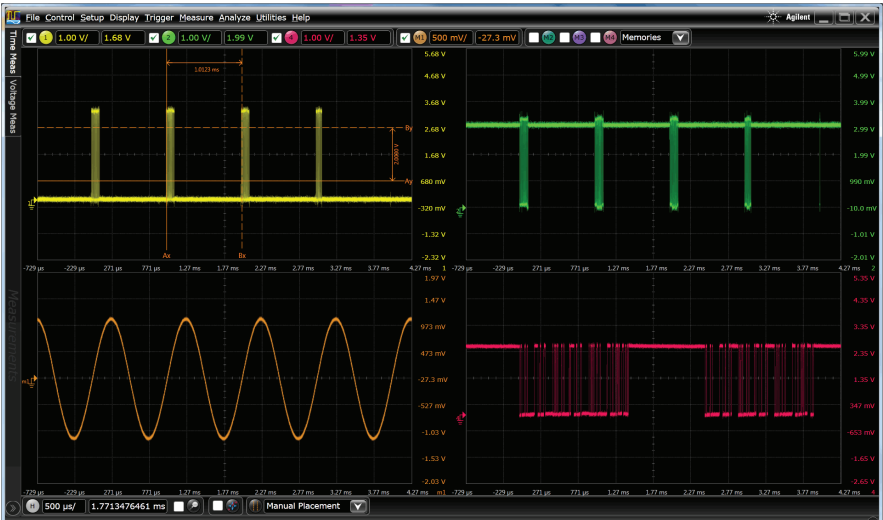 File Control Setup Display Trigger Measure Analyze Utilities Help
Agilent
1 1.00 V/ 1.68 V 2 1.00 V/ 1.99 V 4 1.00 V/ 1.35 V M1 500 mV/ -27.3 mV M2 M3 M4 Memories
Time Meas
Voltage Meas
Measurements
5.68 V
4.68 V
3.68 V
2.68 V
1.68 V
680 mV
-320 mV
-1.32 V
-2.32 V
1.0123 ms
By
2.0000 V
Ay
Ax
Bx
-729 µs -229 µs 271 µs 771 µs 1.27 ms 1.77 ms 2.27 ms 2.77 ms 3.27 ms 3.77 ms 4.27 ms 1
5.99 V
4.99 V
3.99 V
2.99 V
1.99 V
990 mV
-10.0 mV
-1.01 V
-2.01 V
-729 µs -229 µs 271 µs 771 µs 1.27 ms 1.77 ms 2.27 ms 2.77 ms 3.27 ms 3.77 ms 4.27 ms 2
1.97 V
1.47 V
973 mV
473 mV
-27.3 mV
-527 mV
-1.03 V
-1.53 V
-2.03 V
m1
-729 µs -229 µs 271 µs 771 µs 1.27 ms 1.77 ms 2.27 ms 2.77 ms 3.27 ms 3.77 ms m1
5.35 V
4.35 V
3.35 V
2.35 V
1.35 V
347 mV
-653 mV
-1.65 V
-2.65 V
-729 µs -229 µs 271 µs 771 µs 1.27 ms 1.77 ms 2.27 ms 2.77 ms 3.27 ms 3.77 ms 4.27 ms 4
H 500 µs/ 1.7713476461 ms Manual Placement